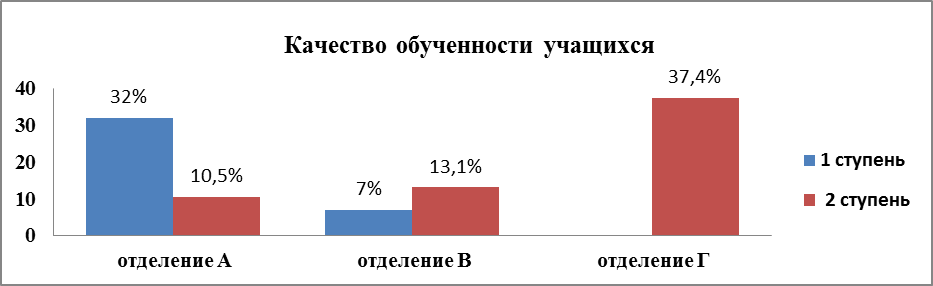 Качество обученности учащихся
40
30
20
10
0
32%
10,5%
7%
13,1%
37,4%
отделение А
отделение В
отделение Г
1 ступень
2 ступень